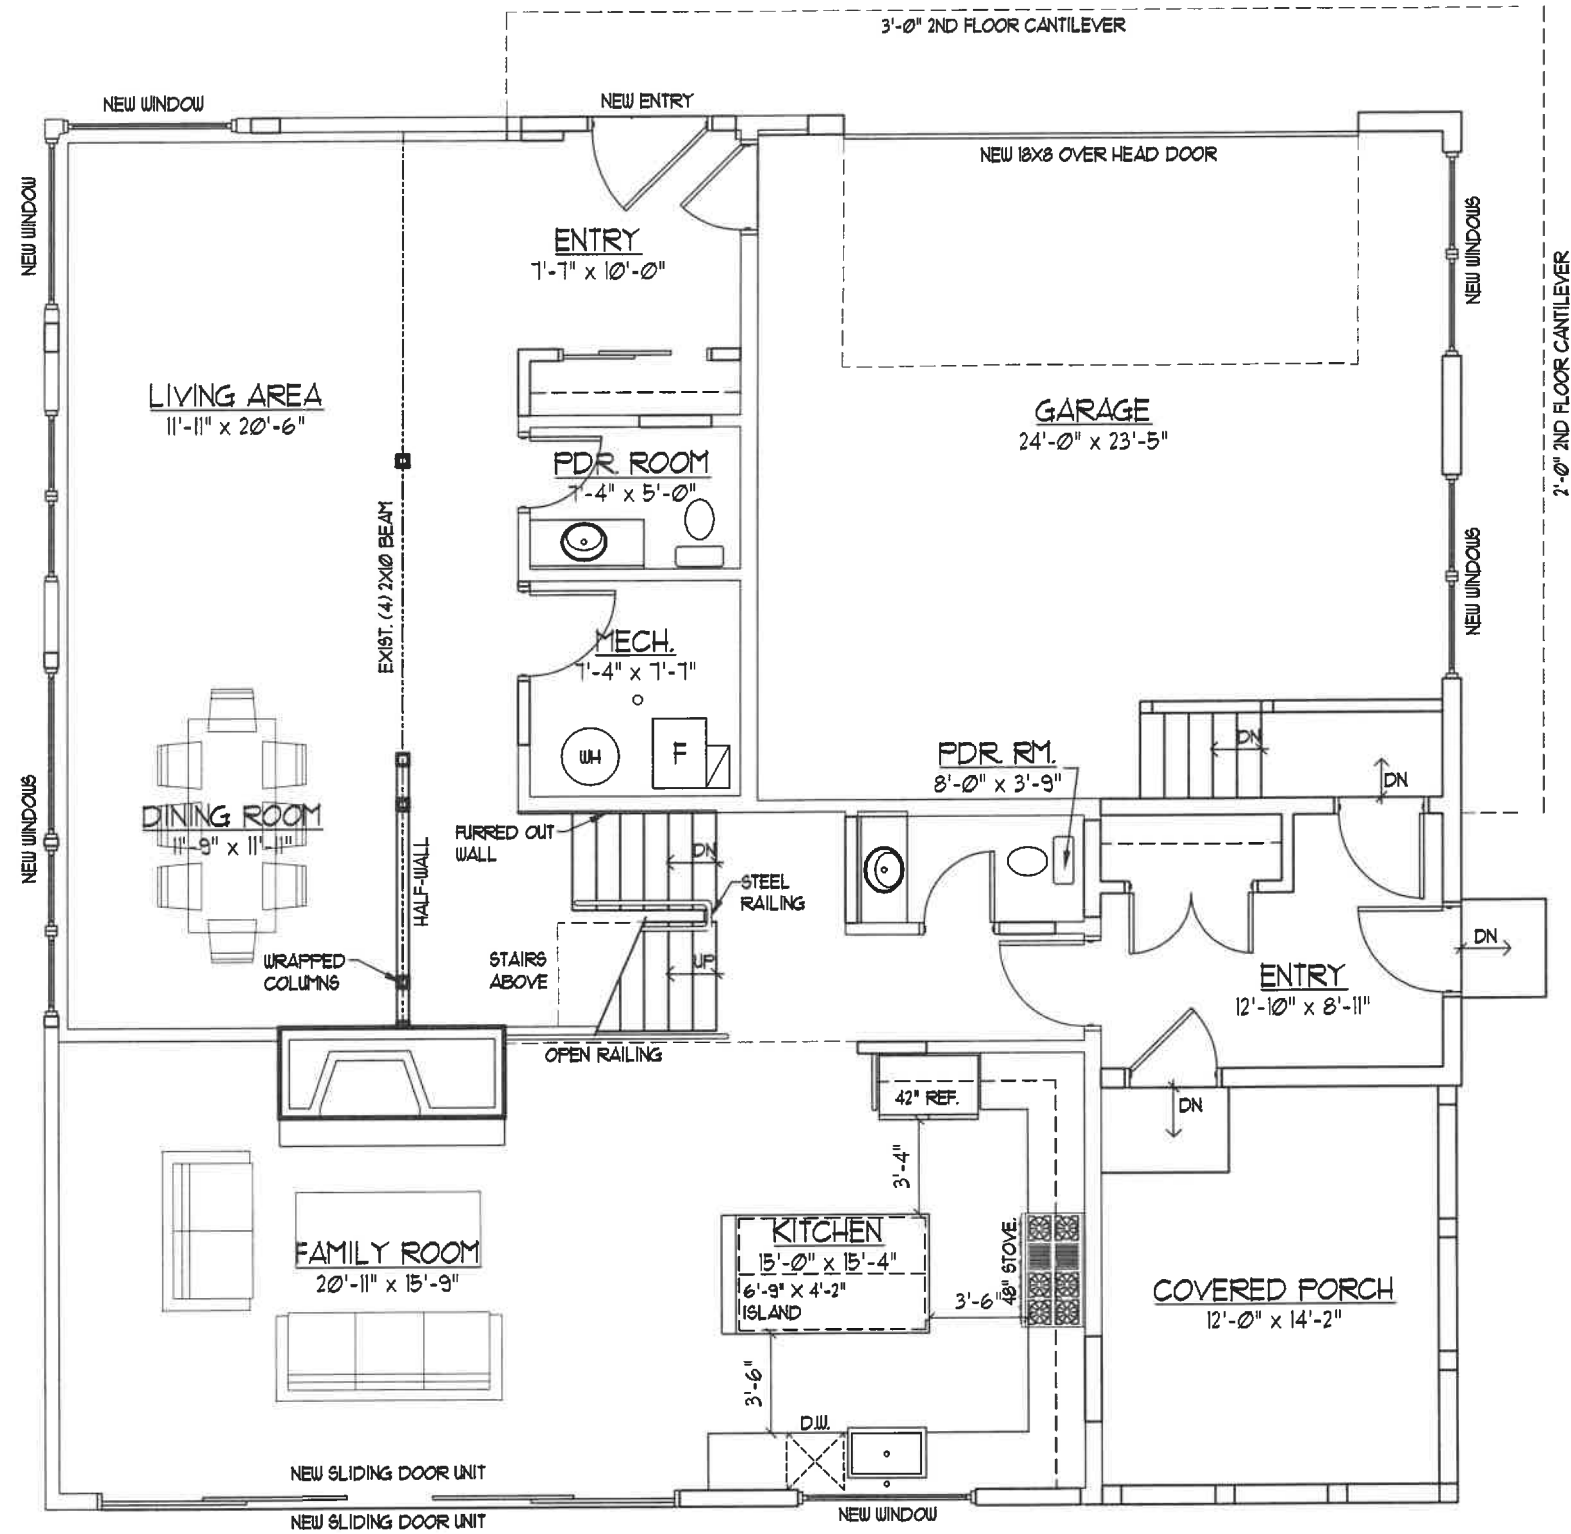 3'-0" 2ND FLOOR CANTILEVER
NEW WINDOW
NEW ENTRY
NEW 18X8 OVER HEAD DOOR
NEW WINDOW
NEW WINDOWS
ENTRY
7'-7" x 10'-0"
2'-0" 2ND FLOOR CANTILEVER
LIVING AREA
11'-11" x 20'-6"
GARAGE
24'-0" x 23'-5"
PDR. ROOM
7'-4" x 5'-0"
EXIST. (4) 2X10 BEAM
NEW WINDOWS
MECH.
7'-4" x 7'-7"
WH
F
DN
PDR. RM.
8'-0" x 3'-9"
DN
DINING ROOM
11'-9" x 11'-11"
NEW WINDOWS
HALF-WALL
FURRED OUT
WALL
DN
STEEL
RAILING
WRAPPED
COLUMNS
STAIRS
ABOVE
UP
DN
ENTRY
12'-10" x 8'-11"
OPEN RAILING
42" REF.
DN
3'-4"
FAMILY ROOM
20'-11" x 15'-9"
KITCHEN
15'-0" x 15'-4"
6'-9" X 4'-2"
ISLAND
3'-6"
48" STOVE.
COVERED PORCH
12'-0" x 14'-2"
3'-6"
D.W.
NEW SLIDING DOOR UNIT
NEW SLIDING DOOR UNIT
NEW WINDOW